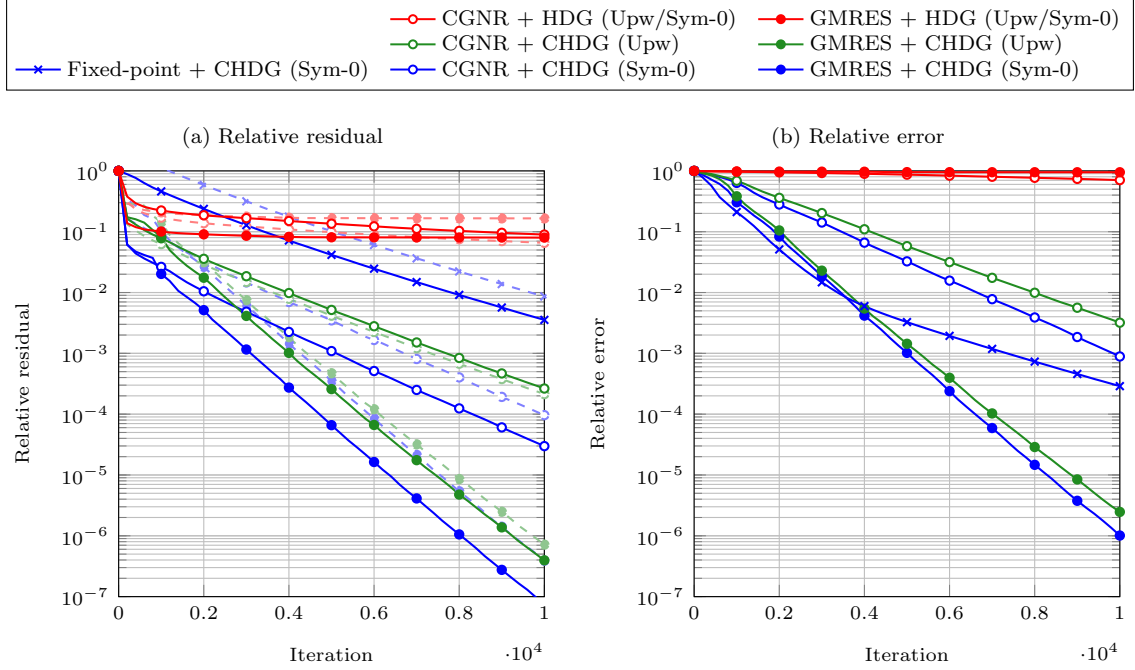 CGNR + HDG (Upw/Sym-0) GMRES + HDG (Upw/Sym-0)
CGNR + CHDG (Upw) GMRES + CHDG (Upw)
Fixed-point + CHDG (Sym-0) CGNR + CHDG (Sym-0) GMRES + CHDG (Sym-0)
(a) Relative residual
10^0
10^−1
10^−2
10^−3
10^−4
10^−5
10^−6
10^−7
Relative residual
0 0.2 0.4 0.6 0.8 1
Iteration
·10^4
(b) Relative error
10^0
10^−1
10^−2
10^−3
10^−4
10^−5
10^−6
10^−7
Relative error
0 0.2 0.4 0.6 0.8 1
Iteration
·10^4